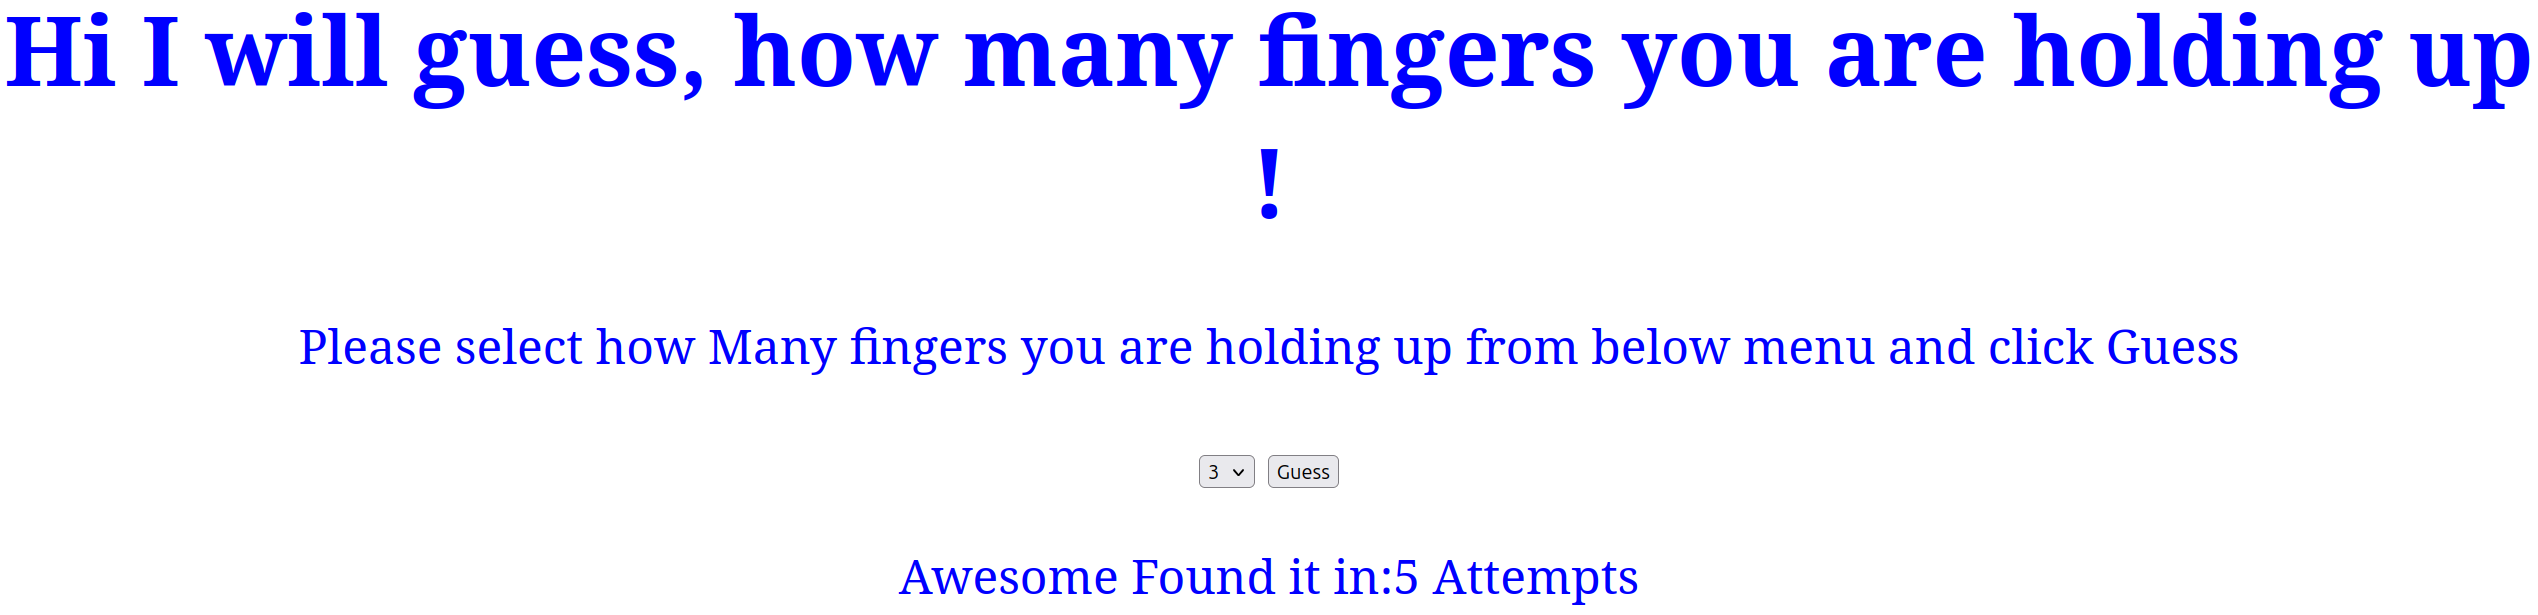 Hi I will guess, how many fingers you are holding up
!
Please select how Many fingers you are holding up from below menu and click Guess
3 Guess
Awesome Found it in:5 Attempts